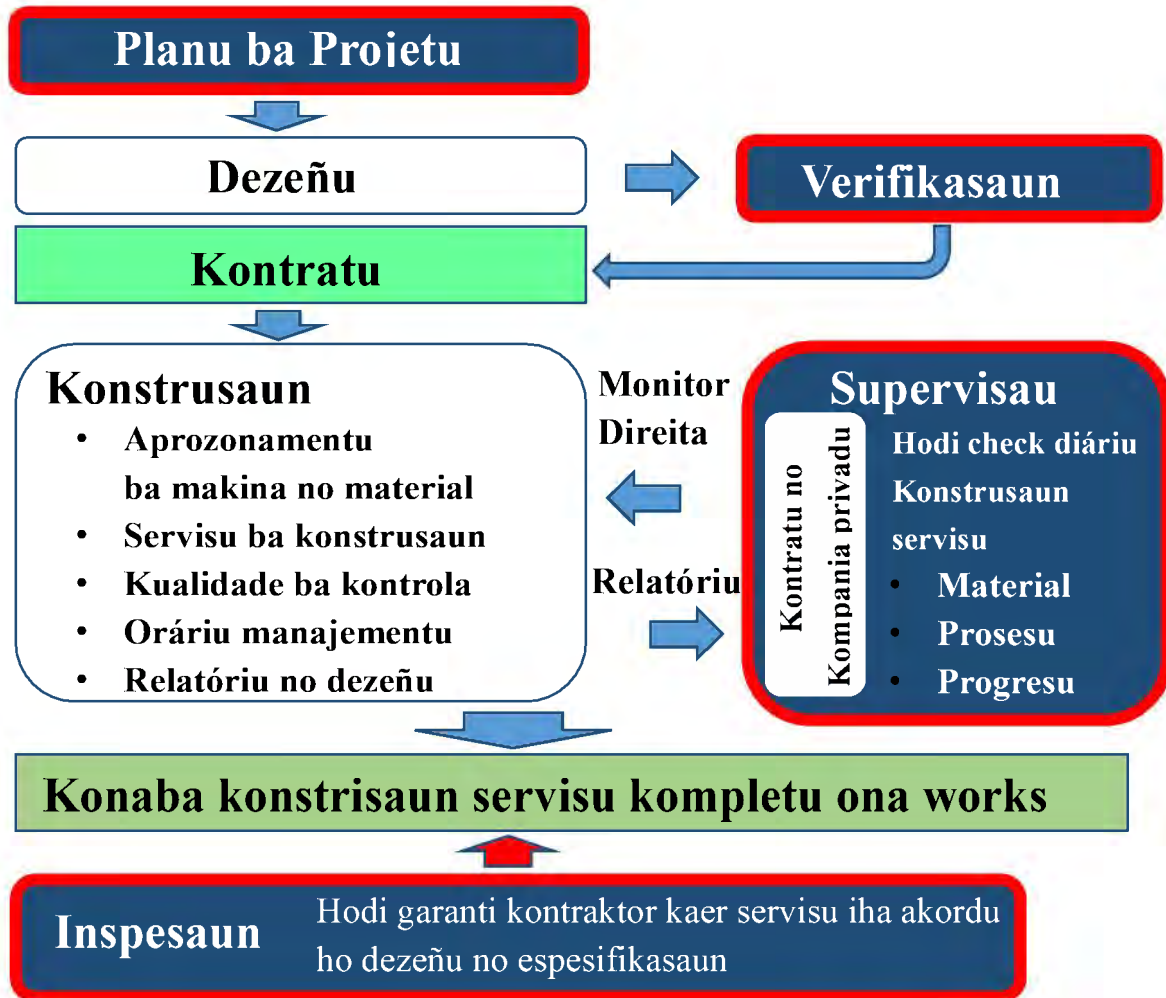 Planu ba Projetu
Dezeñu
Verifikasaun
Kontratu
Konstrusaun
• Aprozonamentu
ba makina no material
• Servisu ba konstrusaun
• Kualidade ba kontrola
• Oráriu manajementu
• Relatóriu no dezeñu
Monitor
Direita
Relatóriu
Supervisau
Kontratu no
Kompania privadu
Hodi check diáriu
Konstrusaun
servisu
• Material
• Prosesu
• Progresu
Konaba konstrisaun servisu kompletu ona works
Inspesaun
Hodi garanti kontraktor kaer servisu iha akordu
ho dezeñu no espesifikasaun